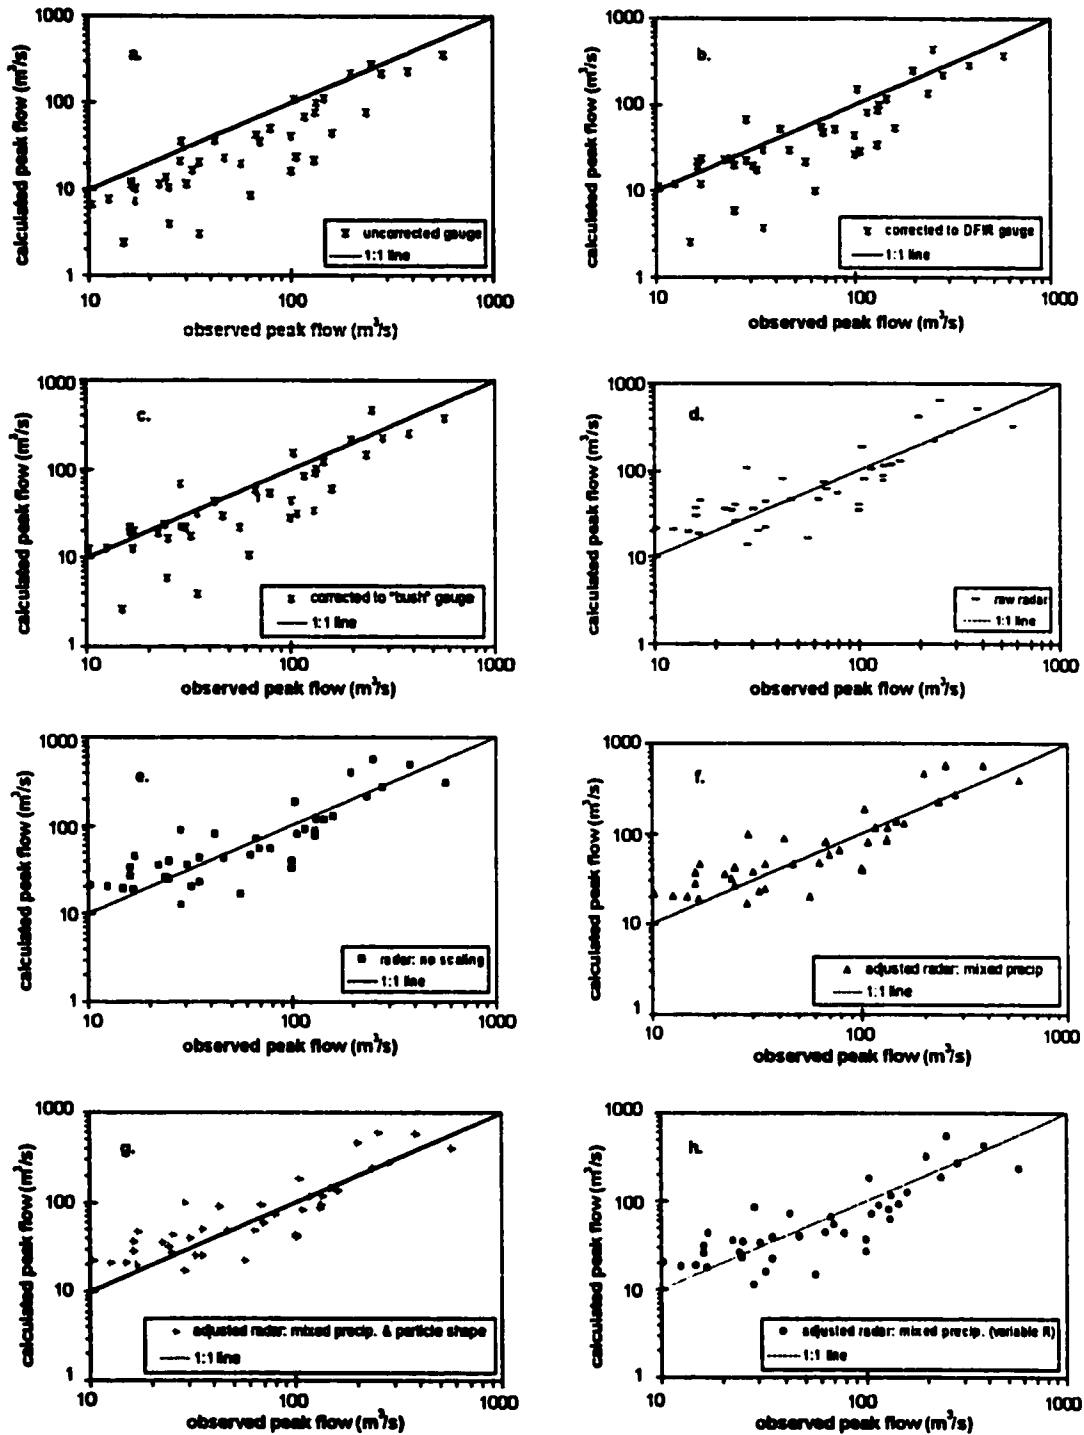 calculated peak flow (m³/s)
1000
100
10
1
a.
uncorrected gauge
1:1 line
10
100
1000
observed peak flow (m³/s)
calculated peak flow (m³/s)
1000
100
10
1
b.
corrected to DFIR gauge
1:1 line
10
100
1000
observed peak flow (m³/s)
calculated peak flow (m³/s)
1000
100
10
1
c.
corrected to "bush" gauge
1:1 line
10
100
1000
observed peak flow (m³/s)
calculated peak flow (m³/s)
1000
100
10
1
d.
raw radar
1:1 line
10
100
1000
observed peak flow (m³/s)
calculated peak flow (m³/s)
1000
100
10
1
e.
radar: no scaling
1:1 line
10
100
1000
observed peak flow (m³/s)
calculated peak flow (m³/s)
1000
100
10
1
f.
adjusted radar: mixed precip
1:1 line
10
100
1000
observed peak flow (m³/s)
calculated peak flow (m³/s)
1000
100
10
1
g.
adjusted radar: mixed precip. & particle shape
1:1 line
10
100
1000
observed peak flow (m³/s)
calculated peak flow (m³/s)
1000
100
10
1
h.
adjusted radar: mixed precip. (variable R)
1:1 line
10
100
1000
observed peak flow (m³/s)